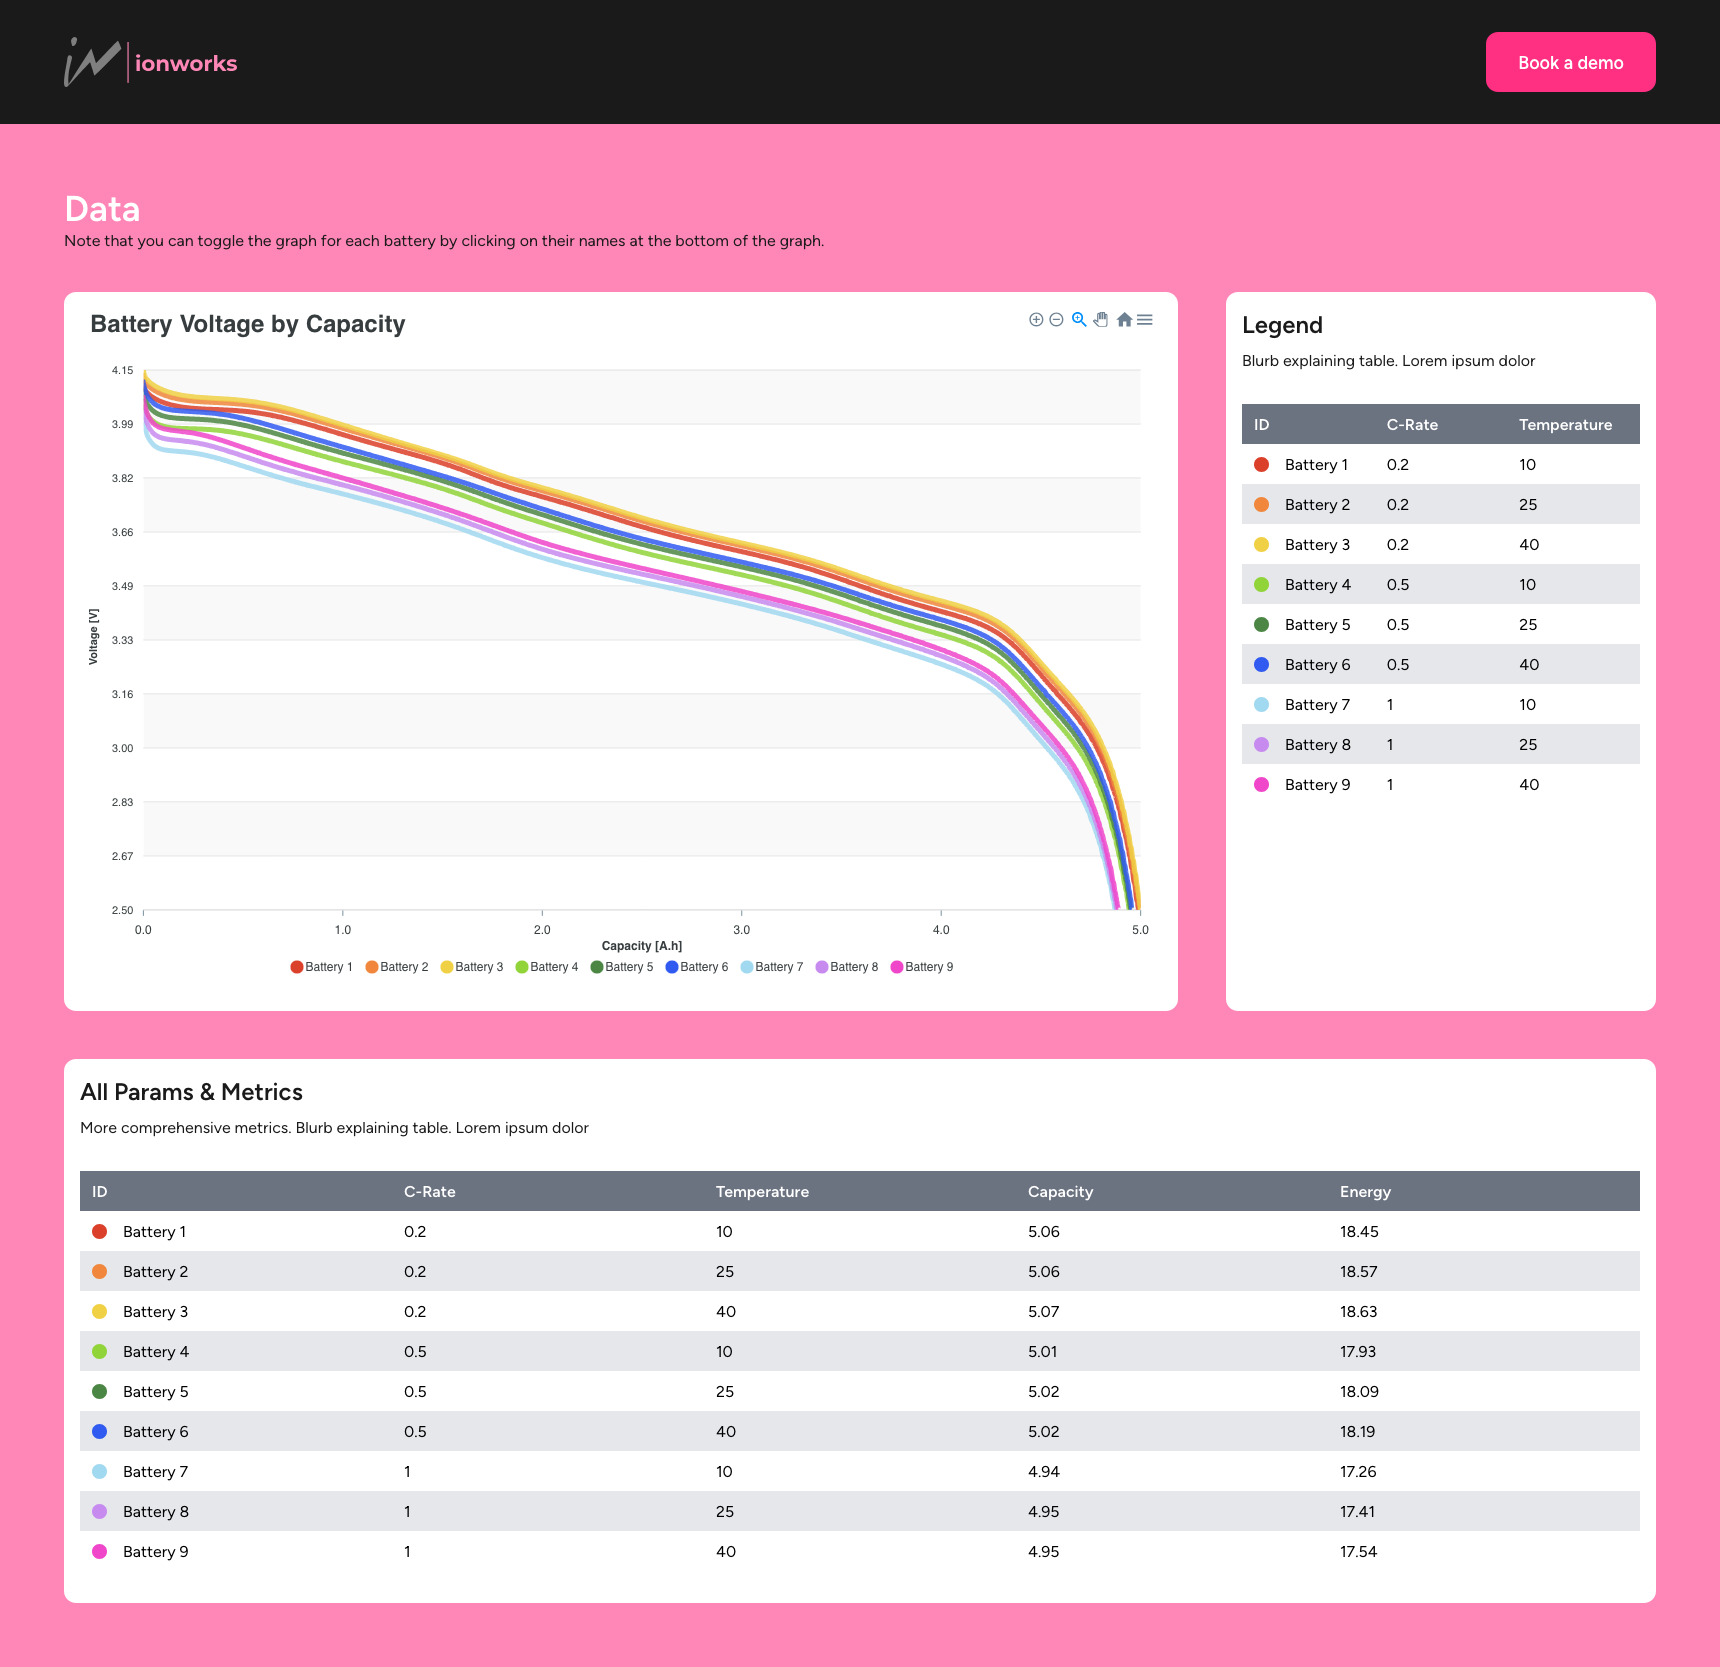 ionworks
Book a demo
Data
Note that you can toggle the graph for each battery by clicking on their names at the bottom of the graph.
Battery Voltage by Capacity
4.15
3.99
3.82
3.66
3.49
3.33
3.16
3.00
2.83
2.67
2.50
Voltage [V]
0.0 1.0 2.0 3.0 4.0 5.0
Capacity [A.h]
Battery 1 Battery 2 Battery 3 Battery 4 Battery 5 Battery 6 Battery 7 Battery 8 Battery 9
Legend
Blurb explaining table. Lorem ipsum dolor
ID C-Rate Temperature
Battery 1 0.2 10
Battery 2 0.2 25
Battery 3 0.2 40
Battery 4 0.5 10
Battery 5 0.5 25
Battery 6 0.5 40
Battery 7 1 10
Battery 8 1 25
Battery 9 1 40
All Params & Metrics
More comprehensive metrics. Blurb explaining table. Lorem ipsum dolor
ID C-Rate Temperature Capacity Energy
Battery 1 0.2 10 5.06 18.45
Battery 2 0.2 25 5.06 18.57
Battery 3 0.2 40 5.07 18.63
Battery 4 0.5 10 5.01 17.93
Battery 5 0.5 25 5.02 18.09
Battery 6 0.5 40 5.02 18.19
Battery 7 1 10 4.94 17.26
Battery 8 1 25 4.95 17.41
Battery 9 1 40 4.95 17.54